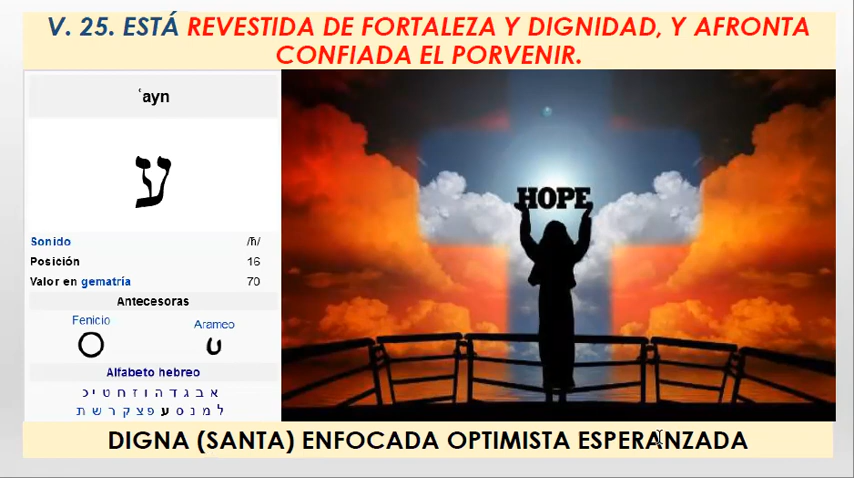 V. 25. ESTÁ REVESTIDA DE FORTALEZA Y DIGNIDAD, Y AFRONTA
CONFIADA EL PORVENIR.
ʿayn
ע
Sonido /ħ/
Posición 16
Valor en gematría 70
Antecesoras
Fenicio Arameo
Alfabeto hebreo
א ב ג ד ה ו ז ח ט י כ
ל מ נ ס ע פ צ ק ר ש ת
HOPE
DIGNA (SANTA) ENFOCADA OPTIMISTA ESPERANZADA